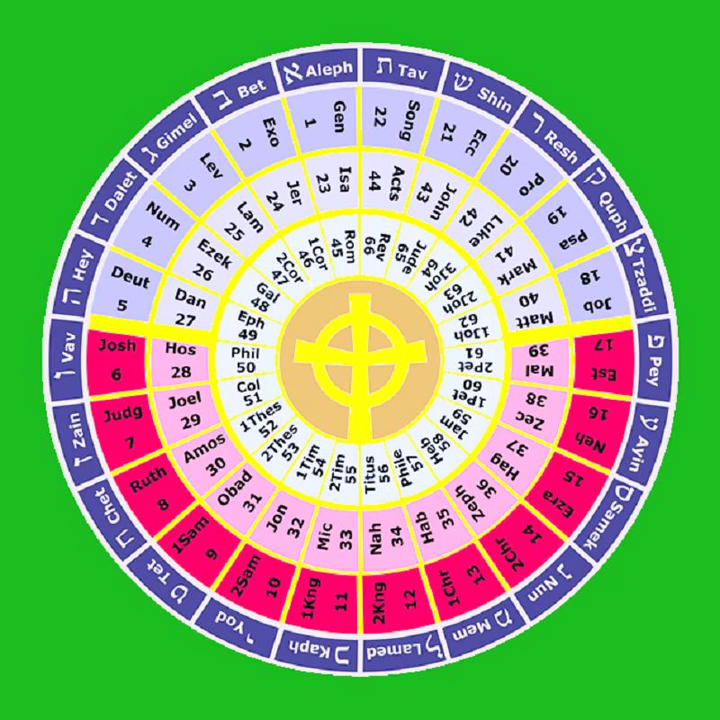 א Aleph
ב Bet
ג Gimel
ד Dalet
ה Hey
ו Vav
ז Zain
ח Chet
ט Tet
י Yod
כ Kaph
ל Lamed
מ Mem
נ Nun
ס Samek
ע Ayin
פ Pey
צ Tzaddi
ק Quph
ר Resh
ש Shin
ת Tav
Gen
1
Exo
2
Lev
3
Num
4
Deut
5
Josh
6
Judg
7
Ruth
8
1Sam
9
2Sam
10
1Kng
11
2Kng
12
1Chr
13
2Chr
14
Ezra
15
Neh
16
Est
17
Job
18
Psa
19
Pro
20
Ecc
21
Song
22
Isa
23
Jer
24
Lam
25
Ezek
26
Dan
27
Hos
28
Joel
29
Amos
30
Obad
31
Jon
32
Mic
33
Nah
34
Hab
35
Zeph
36
Hag
37
Zec
38
Mal
39
Matt
40
Mark
41
Luke
42
John
43
Acts
44
Rom
45
1Cor
46
2Cor
47
Gal
48
Eph
49
Phil
50
Col
51
1Thes
52
2Thes
53
1Tim
54
2Tim
55
Titus
56
Phile
57
Heb
58
Jam
59
1Pet
60
2Pet
61
1Joh
62
2Joh
63
3Joh
64
Jude
65
Rev
66